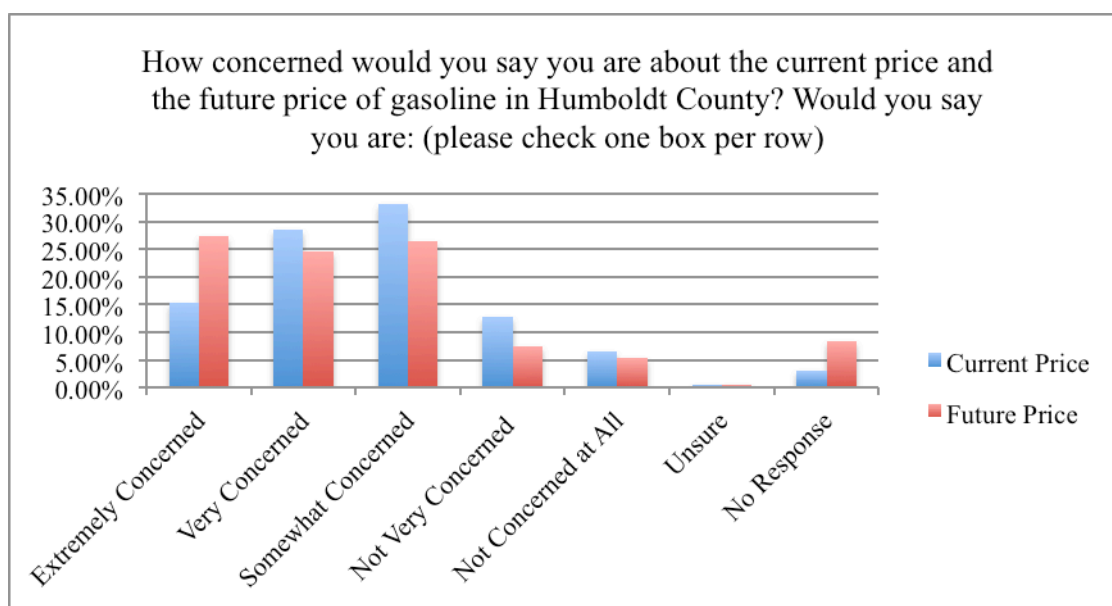 How concerned would you say you are about the current price and
the future price of gasoline in Humboldt County? Would you say
you are: (please check one box per row)
35.00%
30.00%
25.00%
20.00%
15.00%
10.00%
5.00%
0.00%
Extremely Concerned
Very Concerned
Somewhat Concerned
Not Very Concerned
Not Concerned at All
Unsure
No Response
Current Price
Future Price